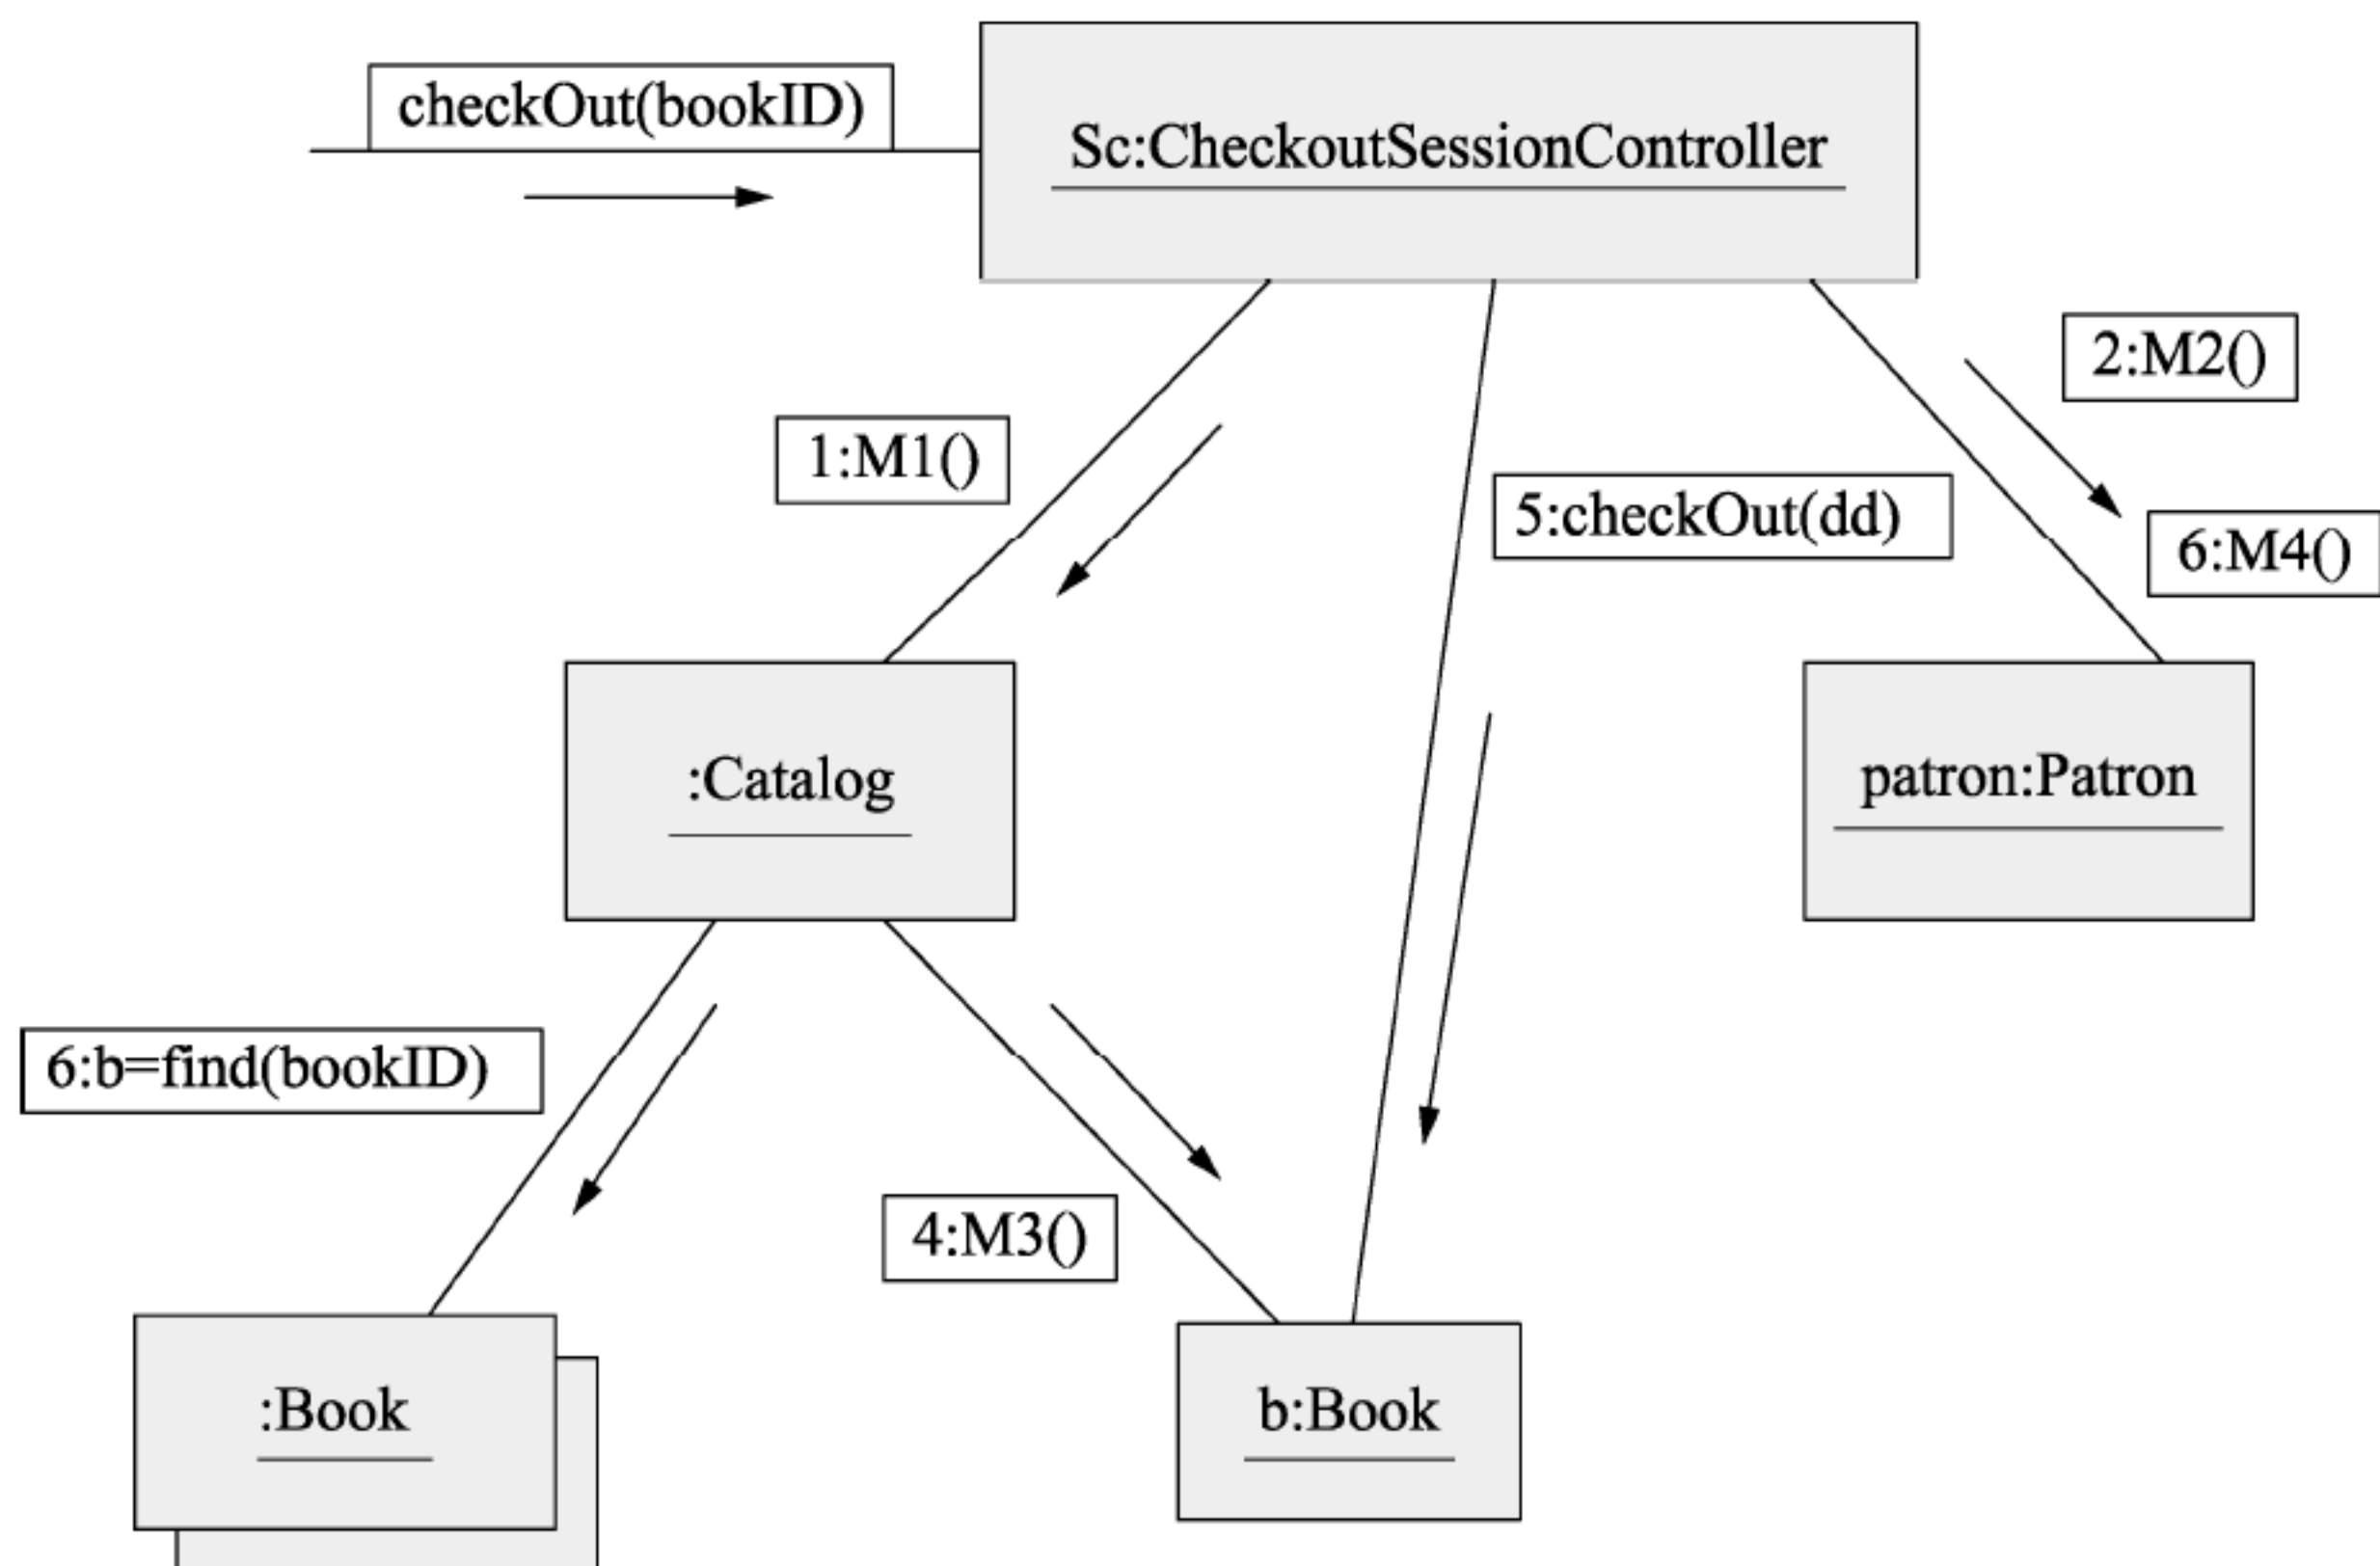 checkOut(bookID)
Sc:CheckoutSessionController
2:M2()
1:M1()
5:checkOut(dd)
6:M4()
:Catalog
patron:Patron
6:b=find(bookID)
4:M3()
:Book
b:Book